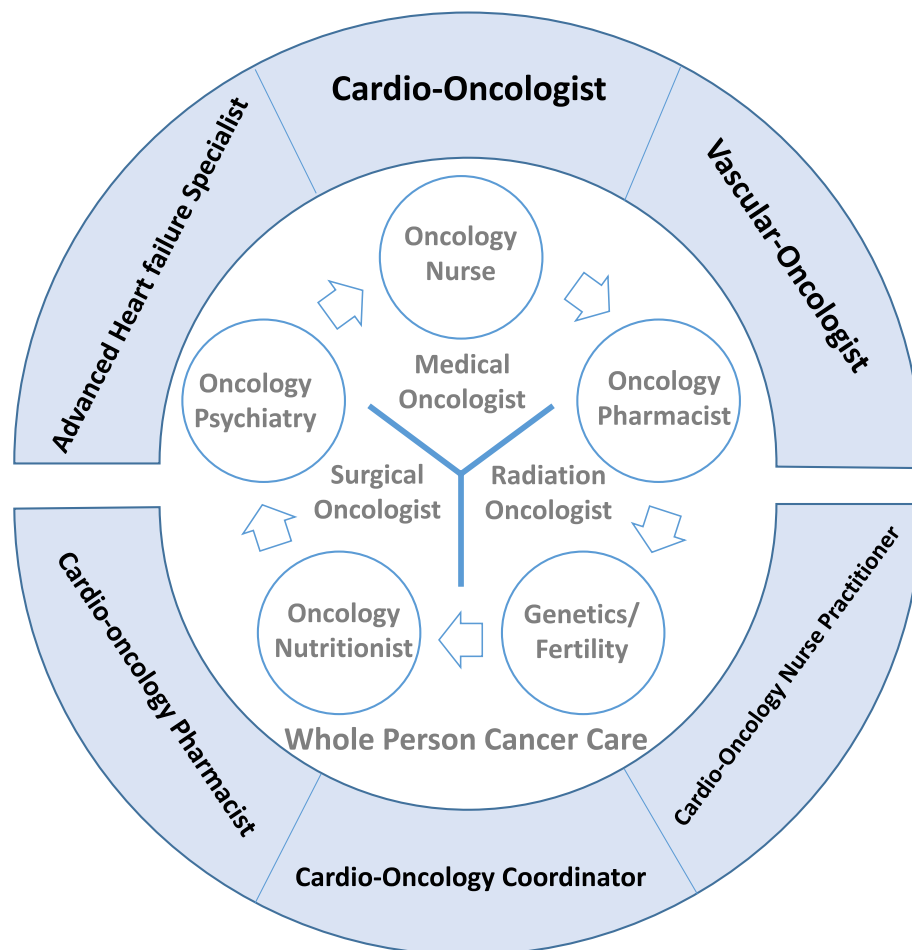 Cardio-Oncologist
Advanced Heart failure Specialist
Vascular-Oncologist
Oncology
Nurse
Medical
Oncologist
Oncology
Psychiatry
Oncology
Pharmacist
Surgical
Oncologist
Radiation
Oncologist
Oncology
Nutritionist
Genetics/
Fertility
Whole Person Cancer Care
Cardio-oncology Pharmacist
Cardio-Oncology Nurse Practitioner
Cardio-Oncology Coordinator